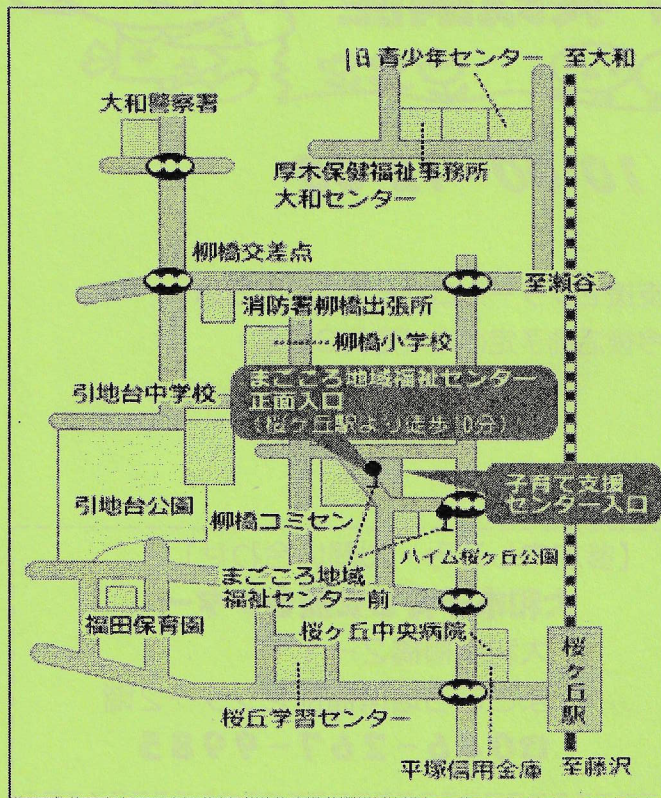 旧青少年センター
至大和
大和警察署
厚木保健福祉事務所
大和センター
柳橋交差点
至瀬谷
消防署柳橋出張所
柳橋小学校
まごころ地域福祉センター
正面入口
(桜ケ丘駅より徒歩10分)
引地台中学校
子育て支援
センター入口
引地台公園
柳橋コミセン
ハイム桜ヶ丘公園
まごころ地域
福祉センター前
福田保育園
桜ヶ丘中央病院
桜ヶ丘駅
桜丘学習センター
平塚信用金庫
至藤沢